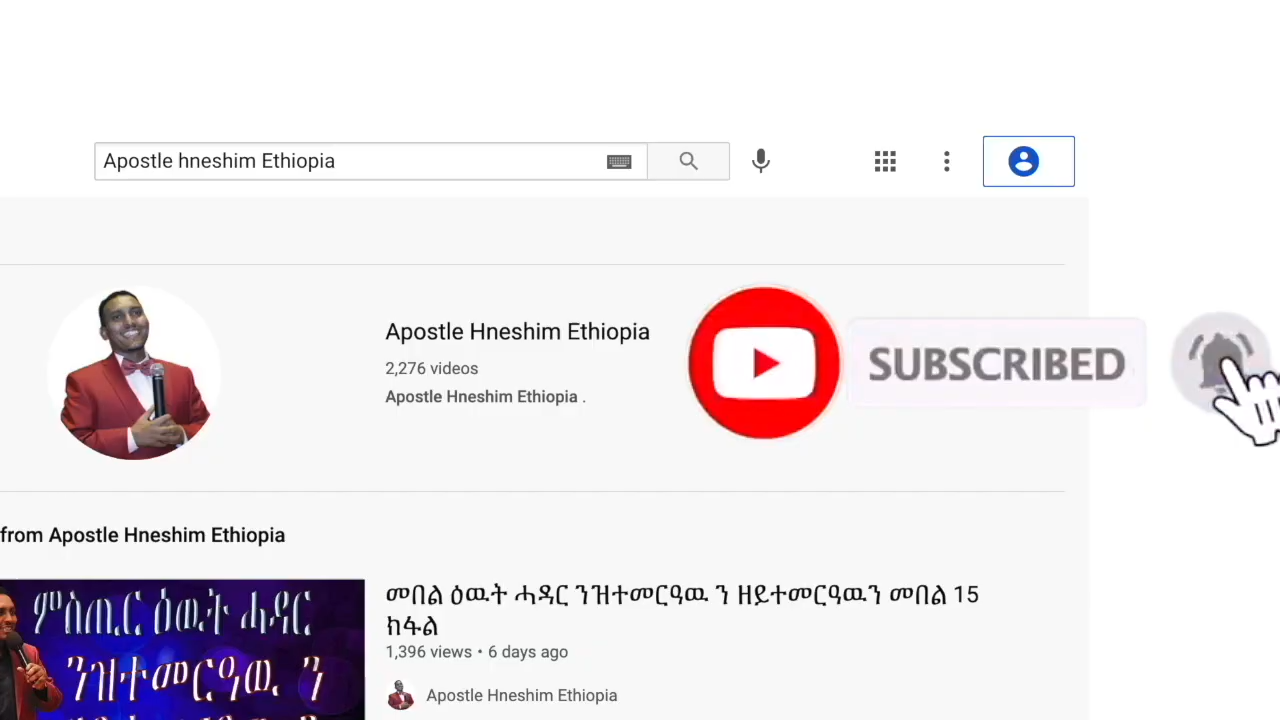 Apostle hneshim Ethiopia
Apostle Hneshim Ethiopia
2,276 videos
Apostle Hneshim Ethiopia .
SUBSCRIBED
from Apostle Hneshim Ethiopia
መበል ዕዉት ሓዳር ንዝተመርዓዉ ን ዘይተመርዓዉን መበል 15
ክፋል
1,396 views • 6 days ago
Apostle Hneshim Ethiopia
ምስጢር ዕዉት ሓዳር
ንዝተመርዓዉ ን